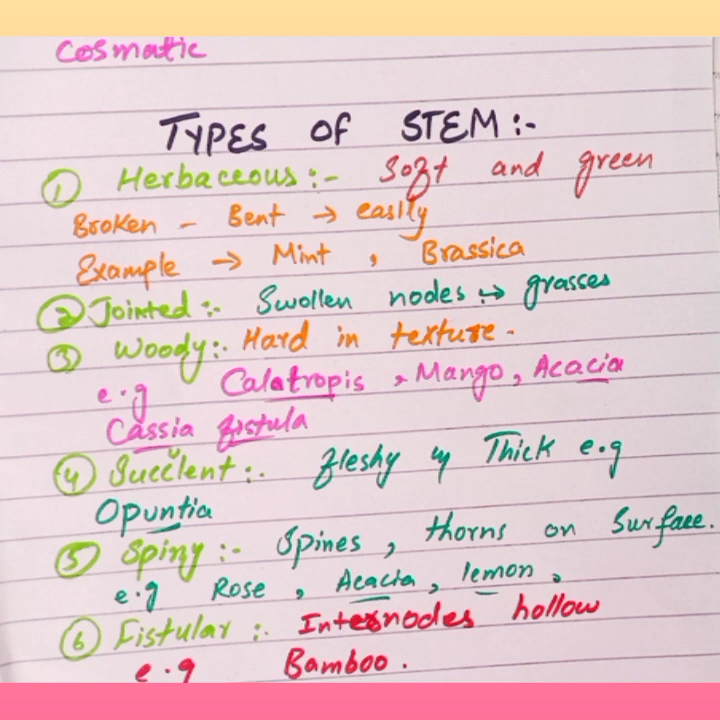 Cosmatic
TYPES OF STEM :-
① Herbaceous :- Soft and green
Broken - Bent → easily
Example → Mint , Brassica
② Jointed :- Swollen nodes :→ grasses
③ Woody :. Hard in texture .
e.g Calatropis , Mango , Acacia
Cassia fistula
④ Succlent :. fleshy Thick e.g
Opuntia
⑤ Spiny :- Spines , thorns on Surface.
e.g Rose , Acacia , lemon .
⑥ Fistular :. Internodes hollow
e.g Bamboo .